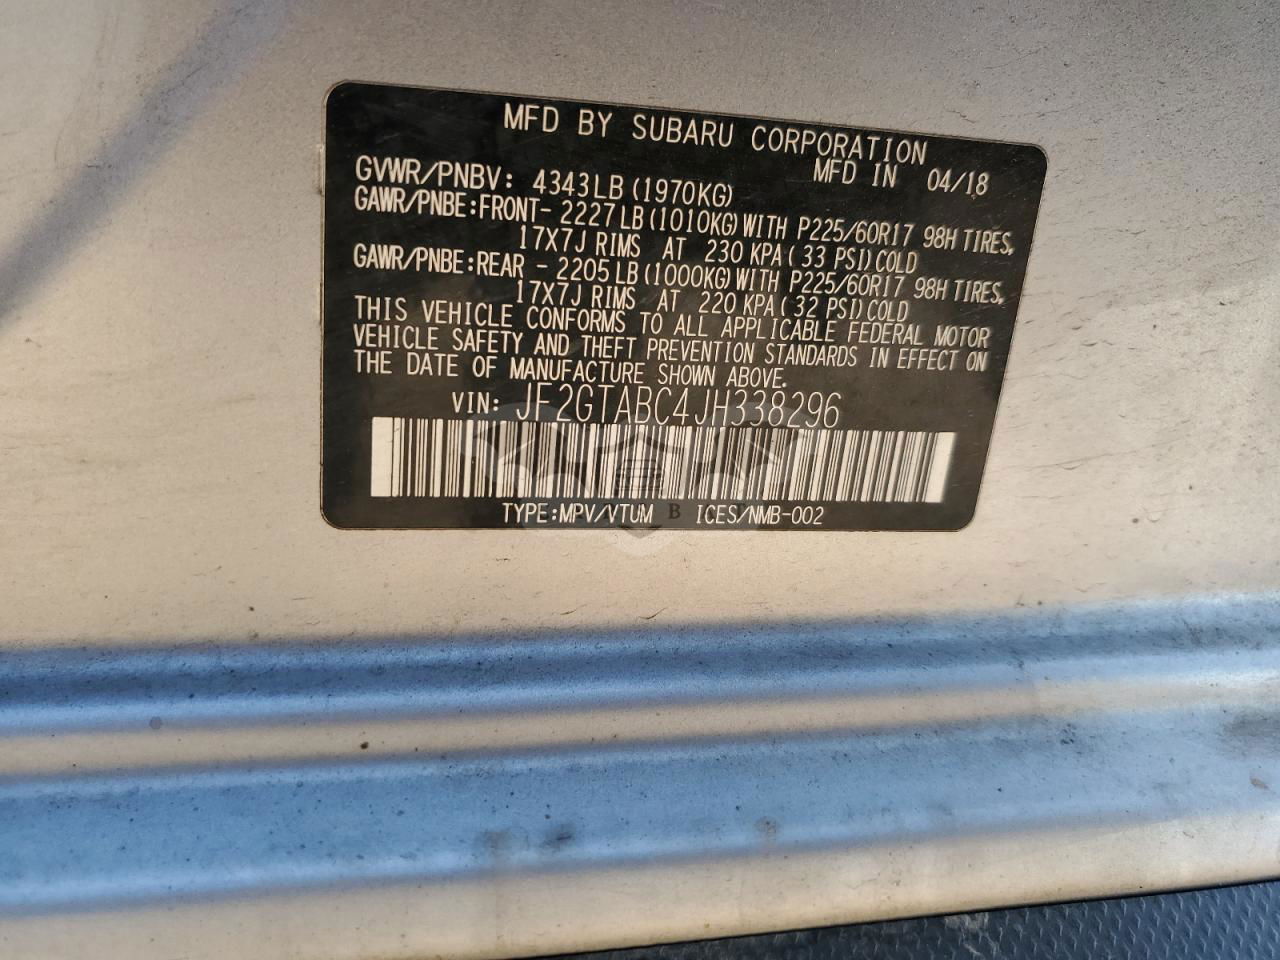 MFD BY SUBARU CORPORATION
MFD IN 04/18
GVWR/PNBV: 4343LB(1970KG)
GAWR/PNBE:FRONT- 2227LB(1010KG)WITH P225/60R17 98H TIRES,
17X7J RIMS AT 230 KPA(33 PSI)COLD
GAWR/PNBE:REAR - 2205LB(1000KG)WITH P225/60R17 98H TIRES,
17X7J RIMS AT 220 KPA(32 PSI)COLD
THIS VEHICLE CONFORMS TO ALL APPLICABLE FEDERAL MOTOR
VEHICLE SAFETY AND THEFT PREVENTION STANDARDS IN EFFECT ON
THE DATE OF MANUFACTURE SHOWN ABOVE.
VIN: JF2GTABC4JH338296
TYPE:MPV/VTUM B ICES/NMB-002